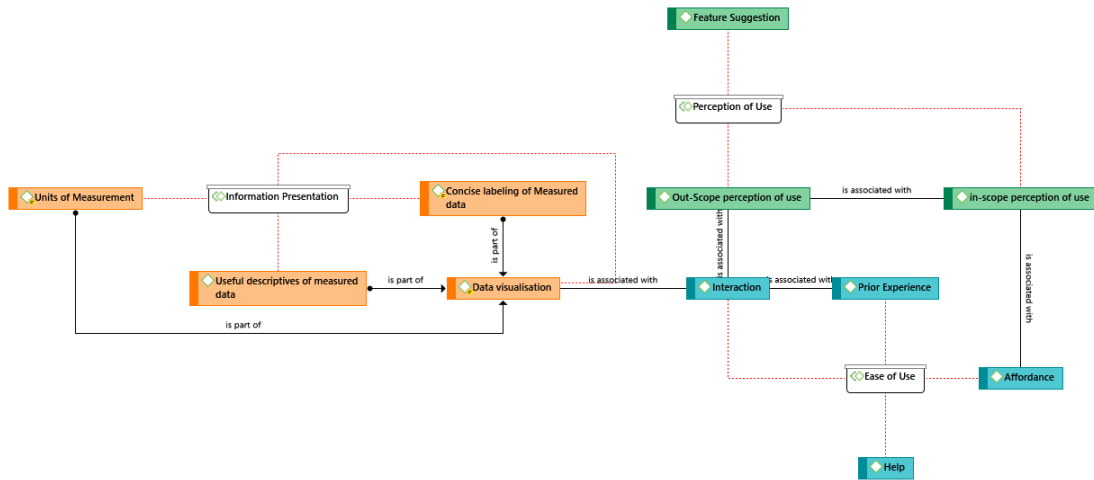 Feature Suggestion
Perception of Use
Units of Measurement
Information Presentation
Concise labeling of Measured
data
Out-Scope perception of use
is associated with
in-scope perception of use
is part of
is associated with
is associated with
Useful descriptives of measured
data
is part of
Data visualisation
is associated with
Interaction
is associated with
Prior Experience
is part of
Ease of Use
Affordance
Help